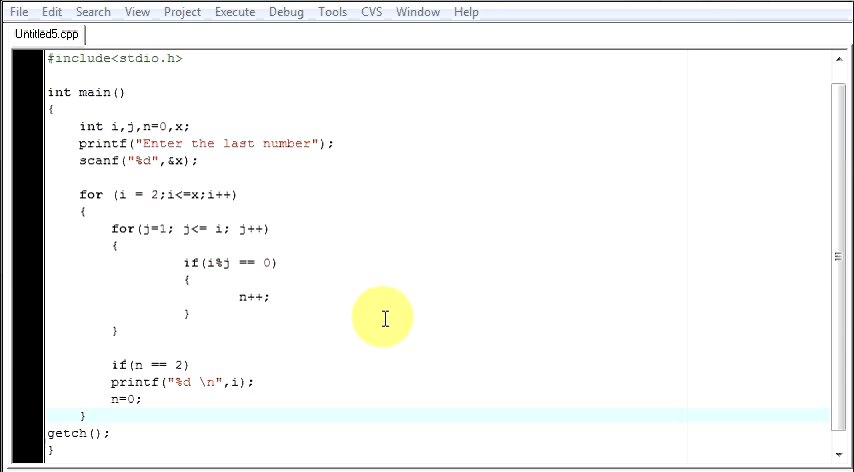 File Edit Search View Project Execute Debug Tools CVS Window Help
Untitled5.cpp
#include<stdio.h>
int main()
{
int i,j,n=0,x;
printf("Enter the last number");
scanf("%d",&x);
for (i = 2;i<=x;i++)
{
for(j=1; j<= i; j++)
{
if(i%j == 0)
{
n++;
}
}
if(n == 2)
printf("%d \n",i);
n=0;
}
getch();
}